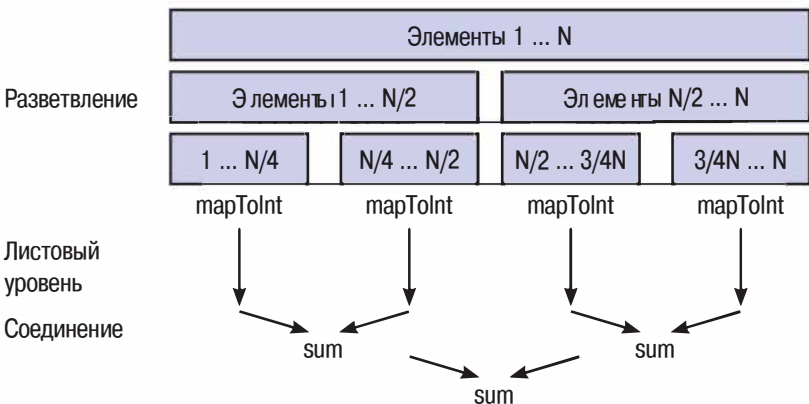 Элементы 1 ... N
Разветвление
Элементы 1 ... N/2
Элементы N/2 ... N
1 ... N/4
N/4 ... N/2
N/2 ... 3/4N
3/4N ... N
mapToInt
mapToInt
mapToInt
mapToInt
Листовый
уровень
Соединение
sum
sum
sum